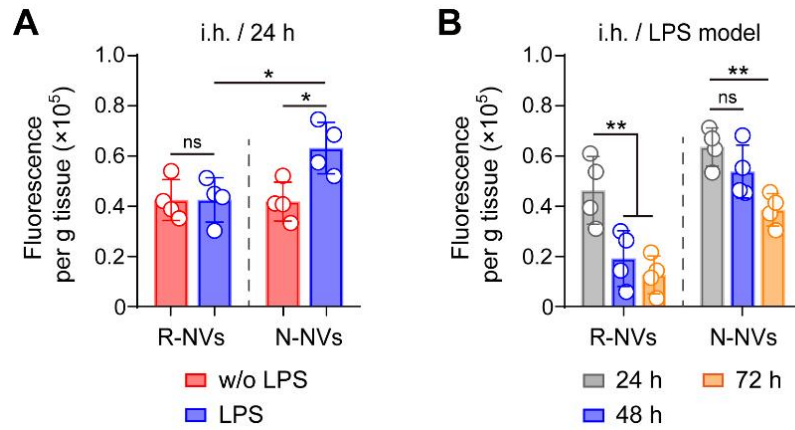 A
i.h. / 24 h
Fluorescence
per g tissue (×10⁵)
1.0
0.8
0.6
0.4
0.2
0
ns
*
*
R-NVs
N-NVs
w/o LPS
LPS
B
i.h. / LPS model
Fluorescence
per g tissue (×10⁵)
1.0
0.8
0.6
0.4
0.2
0
**
ns
**
R-NVs
N-NVs
24 h
72 h
48 h